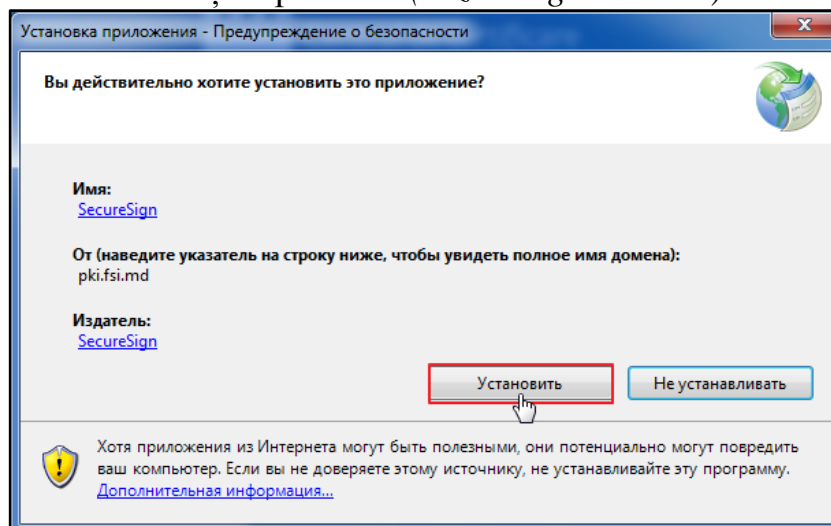 Установка приложения - Предупреждение о безопасности
Вы действительно хотите установить это приложение?
Имя:
SecureSign
От (наведите указатель на строку ниже, чтобы увидеть полное имя домена):
pki.fsi.md
Издатель:
SecureSign
Установить Не устанавливать
Хотя приложения из Интернета могут быть полезными, они потенциально могут повредить
ваш компьютер. Если вы не доверяете этому источнику, не устанавливайте эту программу.
Дополнительная информация...